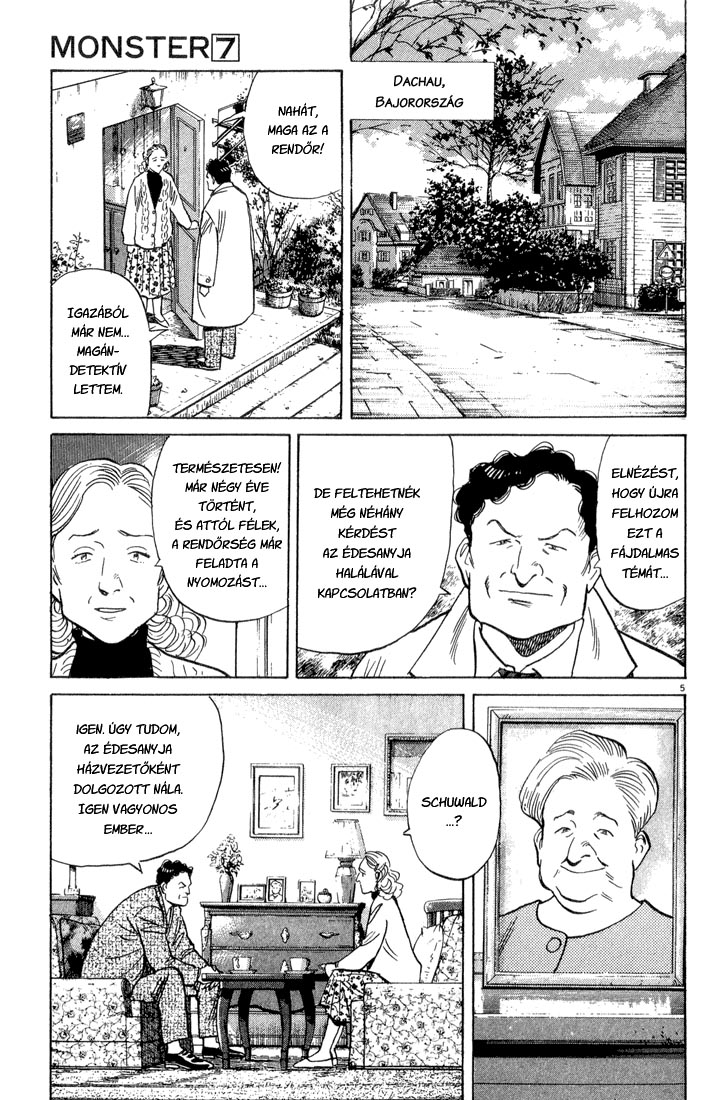 MONSTER 7
DACHAU,
BAJORORSZÁG
NAHÁT,
MAGA AZ A
RENDŐR!
IGAZÁBÓL
MÁR NEM...
MAGÁN-
DETEKTÍV
LETTEM.
ELNÉZÉST,
HOGY ÚJRA
FELHOZOM
EZT A
FÁJDALMAS
TÉMÁT...
DE FELTEHETNÉK
MÉG NÉHÁNY
KÉRDÉST
AZ ÉDESANYJA
HALÁLÁVAL
KAPCSOLATBAN?
TERMÉSZETESEN!
MÁR NÉGY ÉVE
TÖRTÉNT,
ÉS ATTÓL FÉLEK,
A RENDŐRSÉG MÁR
FELADTA A
NYOMOZÁST...
5
SCHUWALD
...?
IGEN. ÚGY TUDOM,
AZ ÉDESANYJA
HÁZVEZETŐKÉNT
DOLGOZOTT NÁLA.
IGEN VAGYONOS
EMBER...